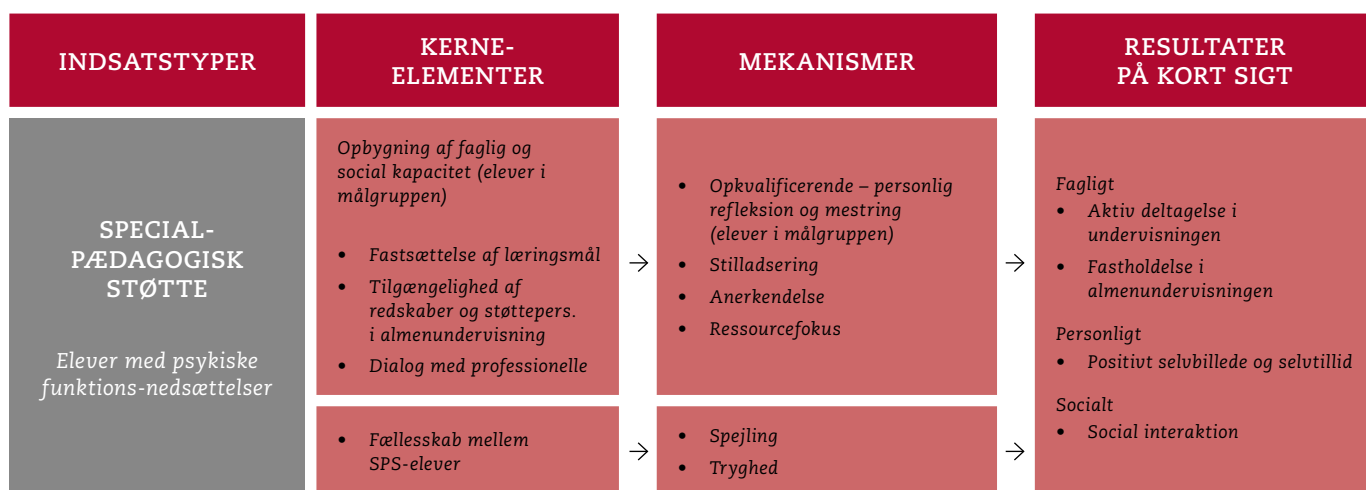 INDSATSTYPER
KERNE-
ELEMENTER
MEKANISMER
RESULTATER
PÅ KORT SIGT
SPECIAL-
PÆDAGOGISK
STØTTE
Elever med psykiske
funktions-nedsættelser
Opbygning af faglig og
social kapacitet (elever i
målgruppen)
• Fastsættelse af læringsmål
• Tilgængelighed af
redskaber og støttepers.
i almenundervisning
• Dialog med professionelle
→
• Opkvalificerende – personlig
refleksion og mestring
(elever i målgruppen)
• Stilladsering
• Anerkendelse
• Ressourcefokus
→
Fagligt
• Aktiv deltagelse i
undervisningen
• Fastholdelse i
almenundervisningen
Personligt
• Positivt selvbillede og selvtillid
Socialt
• Social interaktion
• Fællesskab mellem
SPS-elever
→
• Spejling
• Tryghed
→